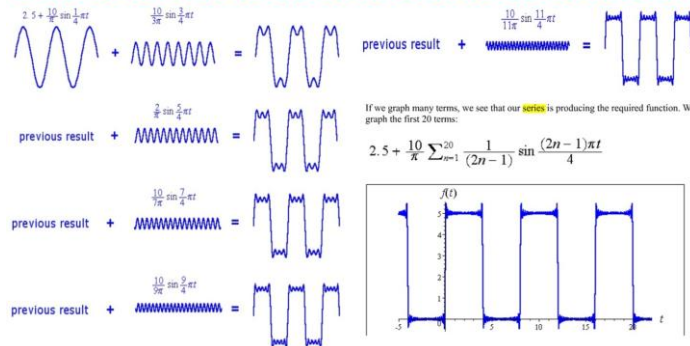 2.5 + 10/π sin 1/4 πt
10/3π sin 3/4 πt
+
=
previous result
+
2/π sin 5/4 πt
=
previous result
+
10/7π sin 7/4 πt
=
previous result
+
10/9π sin 9/4 πt
=
previous result
+
10/11π sin 11/4 πt
=
If we graph many terms, we see that our series is producing the required function. W
graph the first 20 terms:
2.5 + 10/π ∑ n=1 20 1/(2n − 1) sin (2n − 1)πt/4
f(t)
5
4
3
2
1
-5
0
5
10
15
20
t